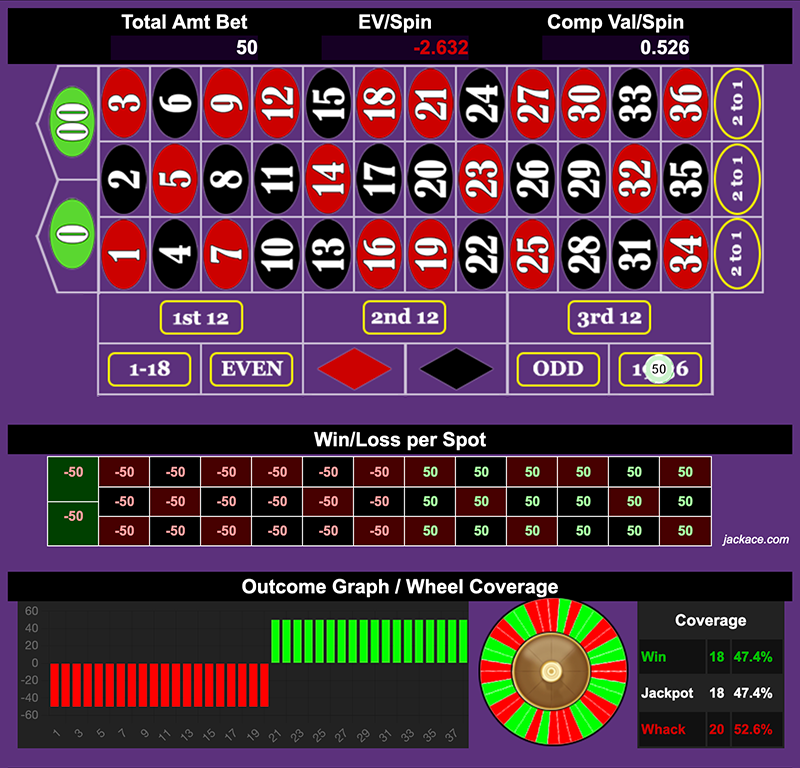 Total Amt Bet EV/Spin Comp Val/Spin
50 -2.632 0.526
00 3 6 9 12 15 18 21 24 27 30 33 36 2 to 1
2 5 8 11 14 17 20 23 26 29 32 35 2 to 1
0 1 4 7 10 13 16 19 22 25 28 31 34 2 to 1
1st 12 2nd 12 3rd 12
1-18 EVEN ODD 50
Win/Loss per Spot
-50 -50 -50 -50 -50 -50 -50 50 50 50 50 50 50
-50 -50 -50 -50 -50 -50 50 50 50 50 50 50
-50 -50 -50 -50 -50 -50 -50 50 50 50 50 50 50
jackace.com
Outcome Graph / Wheel Coverage
60
40
20
0
-20
-40
-60
1 3 5 7 9 11 13 15 17 19 21 23 25 27 29 31 33 35 37
Coverage
Win 18 47.4%
Jackpot 18 47.4%
Whack 20 52.6%